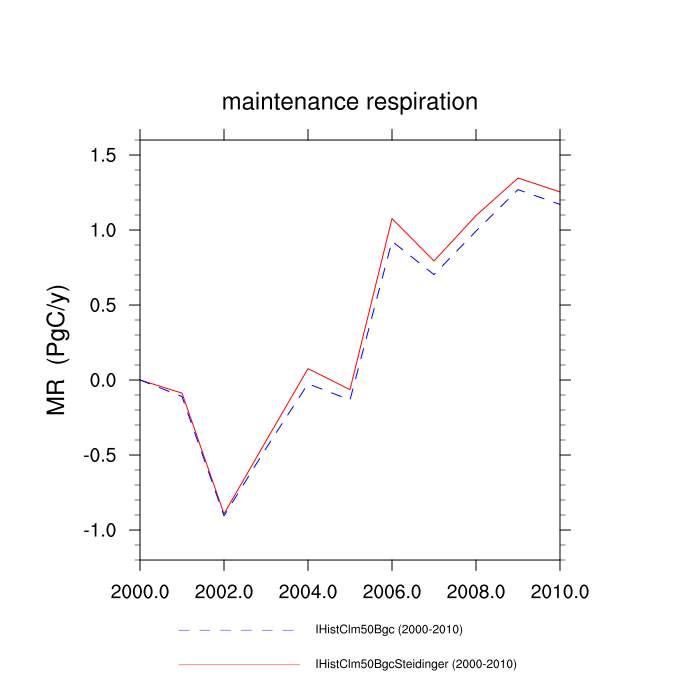 maintenance respiration
MR (PgC/y)
1.5
1.0
0.5
0.0
-0.5
-1.0
2000.0 2002.0 2004.0 2006.0 2008.0 2010.0
IHistClm50Bgc (2000-2010)
IHistClm50BgcSteidinger (2000-2010)